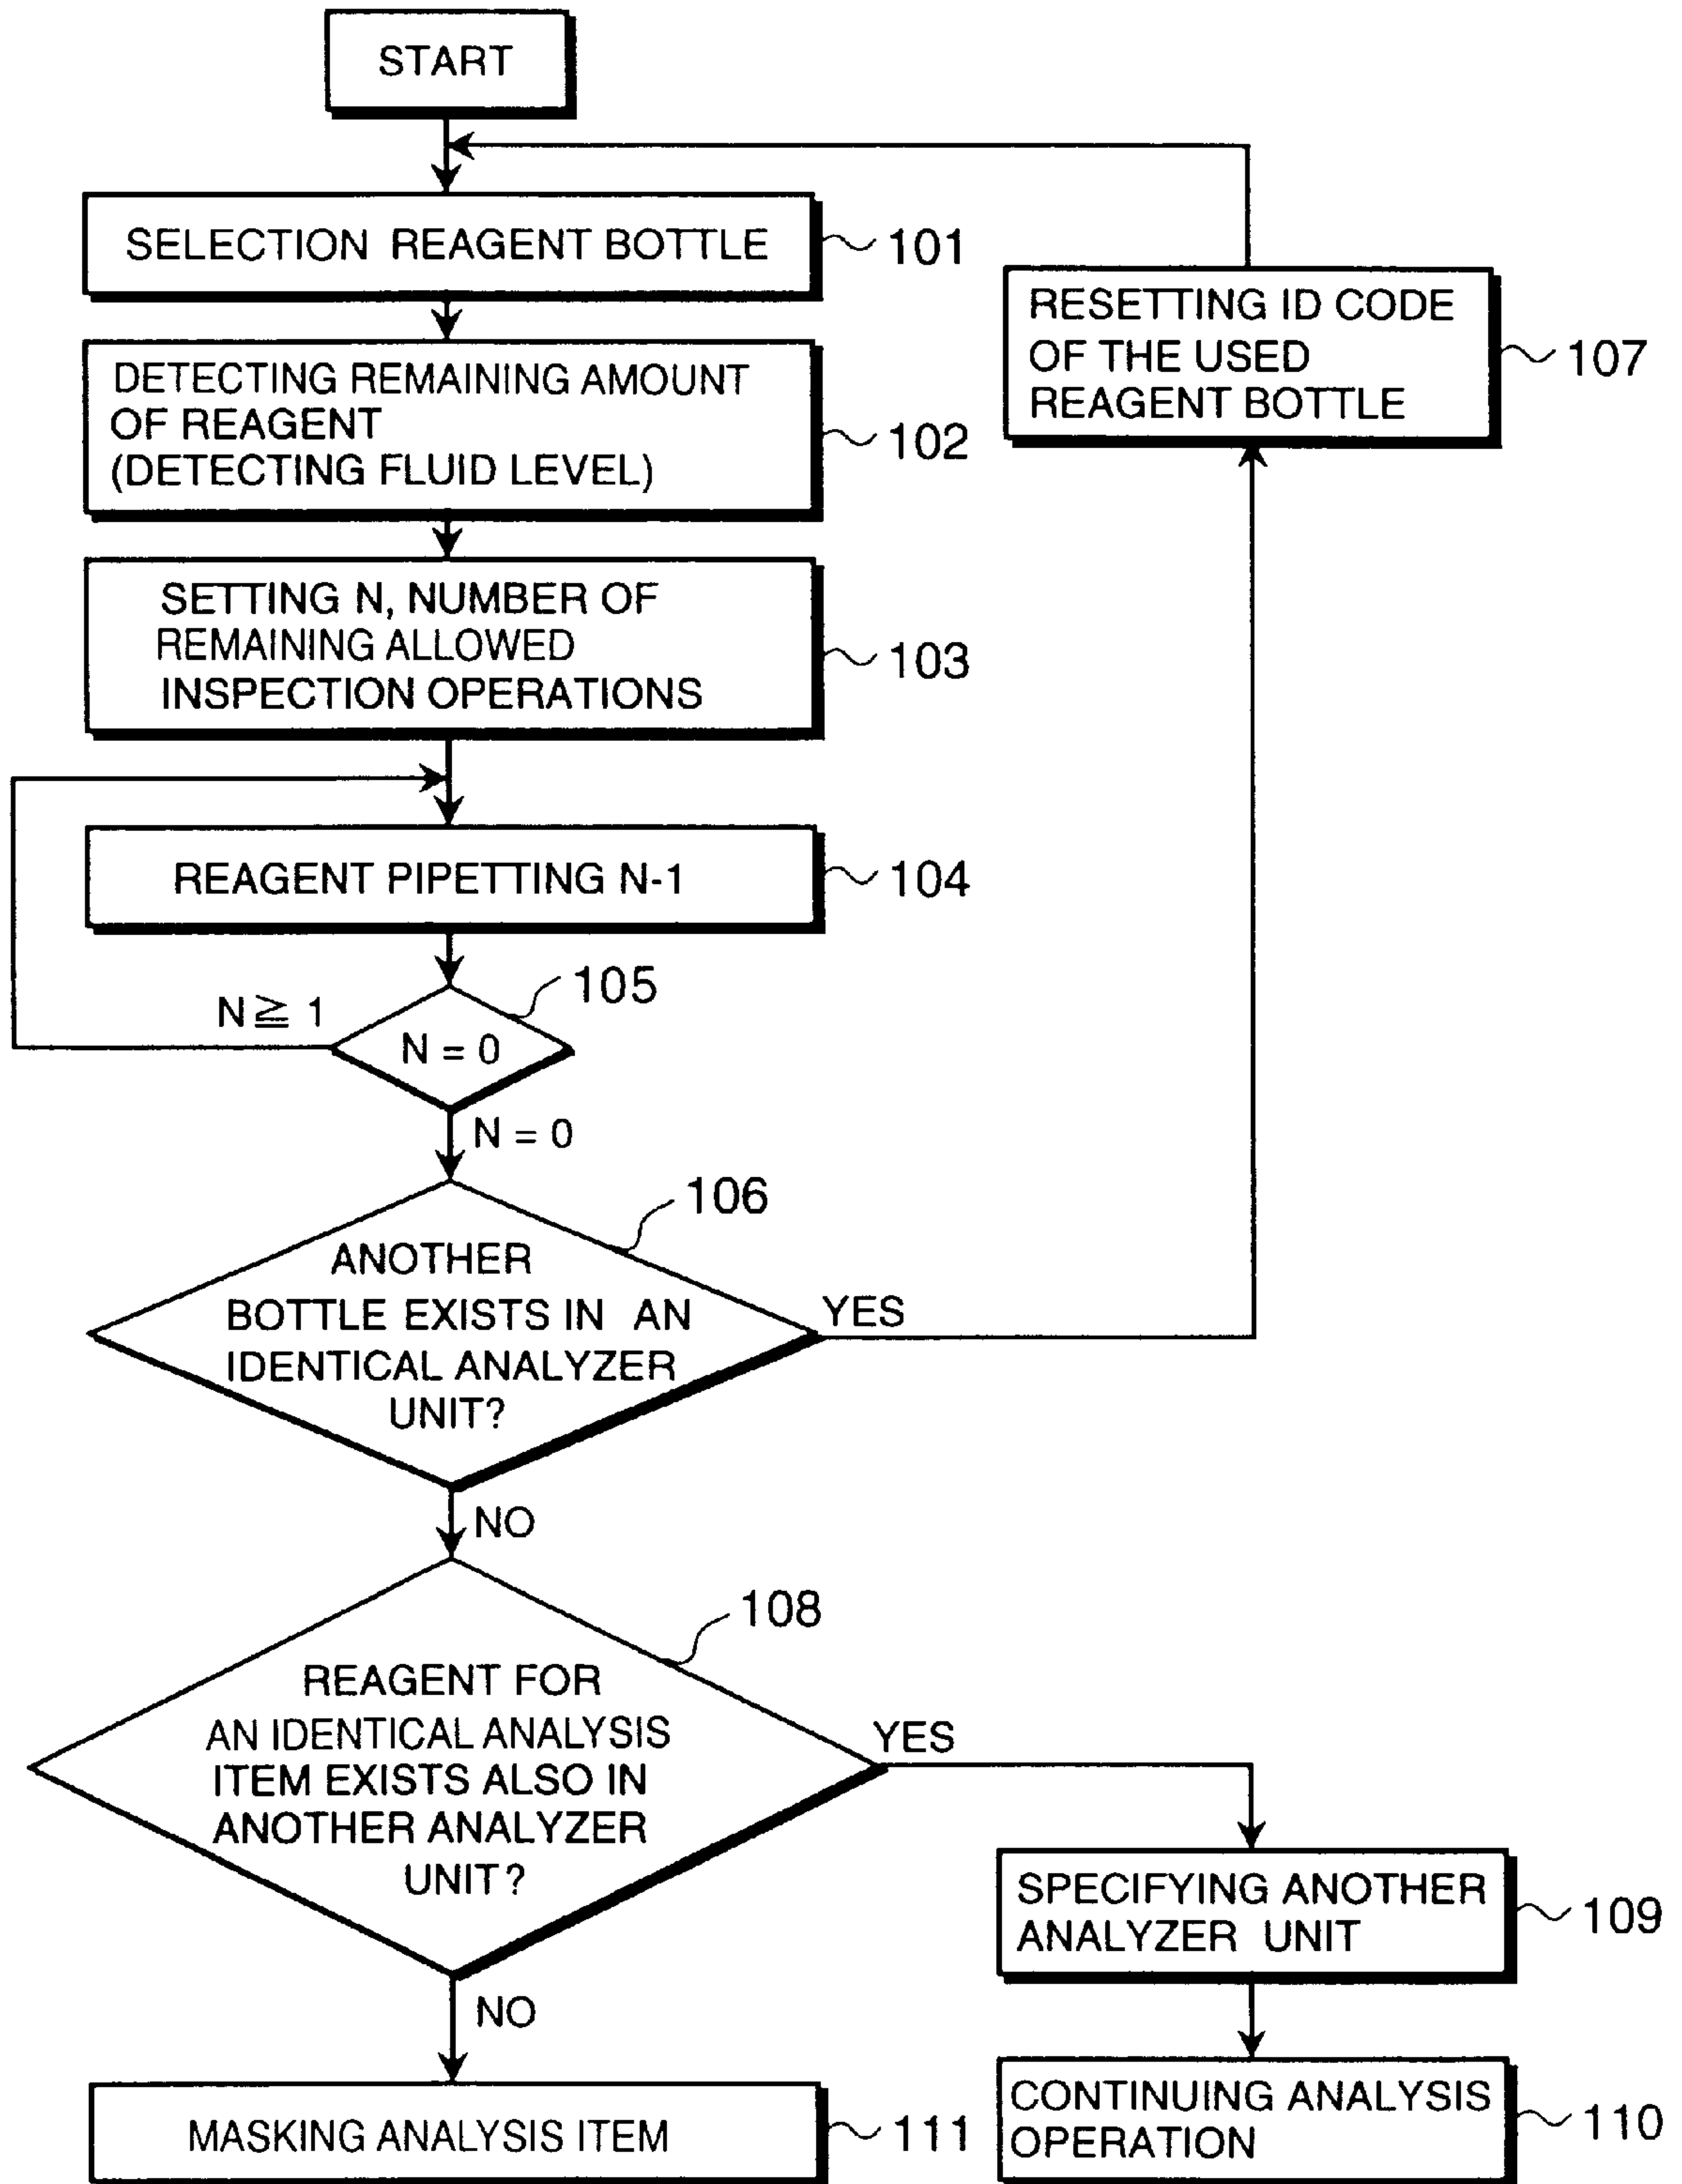 START
SELECTION REAGENT BOTTLE
101
DETECTING REMAINING AMOUNT
OF REAGENT
(DETECTING FLUID LEVEL)
102
SETTING N, NUMBER OF
REMAINING ALLOWED
INSPECTION OPERATIONS
103
REAGENT PIPETTING N-1
104
N ≧ 1
N = 0
105
N = 0
106
ANOTHER
BOTTLE EXISTS IN AN
IDENTICAL ANALYZER
UNIT?
YES
RESETTING ID CODE
OF THE USED
REAGENT BOTTLE
107
NO
108
REAGENT FOR
AN IDENTICAL ANALYSIS
ITEM EXISTS ALSO IN
ANOTHER ANALYZER
UNIT?
YES
SPECIFYING ANOTHER
ANALYZER UNIT
109
CONTINUING ANALYSIS
OPERATION
110
NO
MASKING ANALYSIS ITEM
111